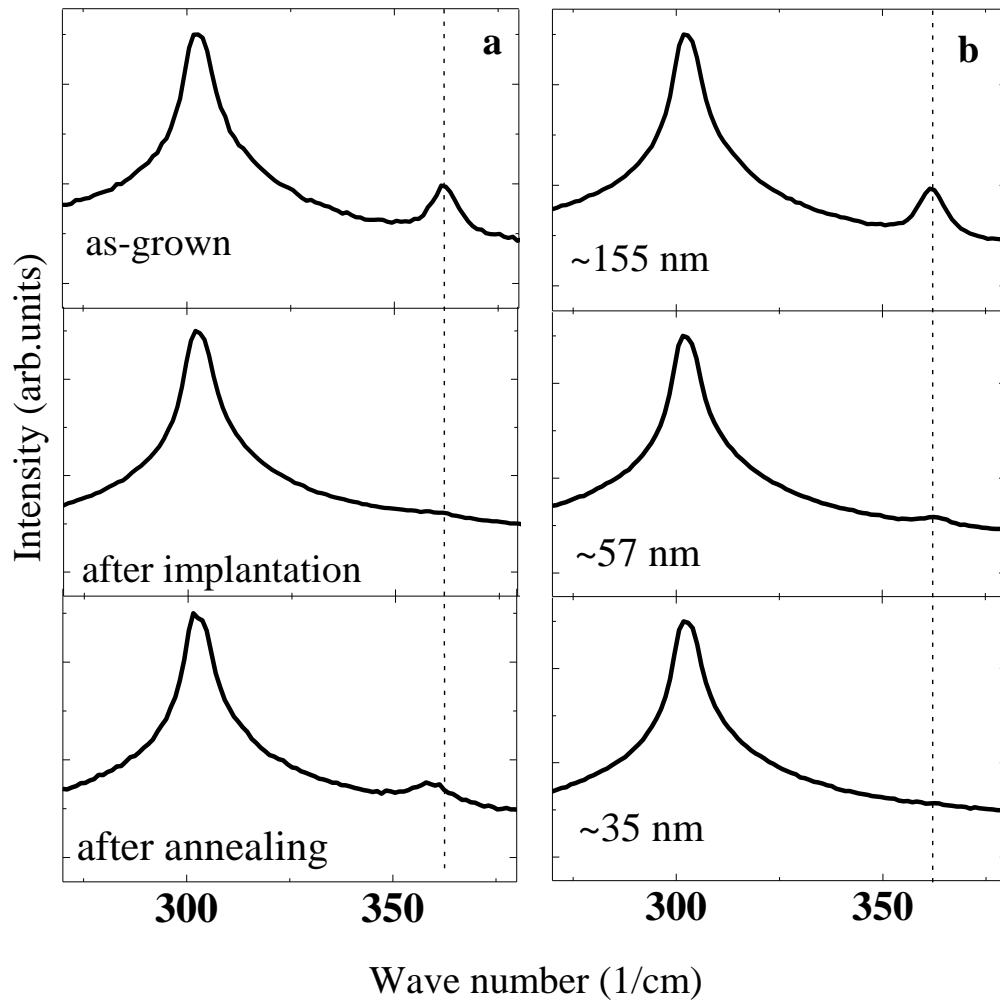 a
b
as-grown
~155 nm
Intensity (arb.units)
after implantation
~57 nm
after annealing
~35 nm
300
350
300
350
Wave number (1/cm)